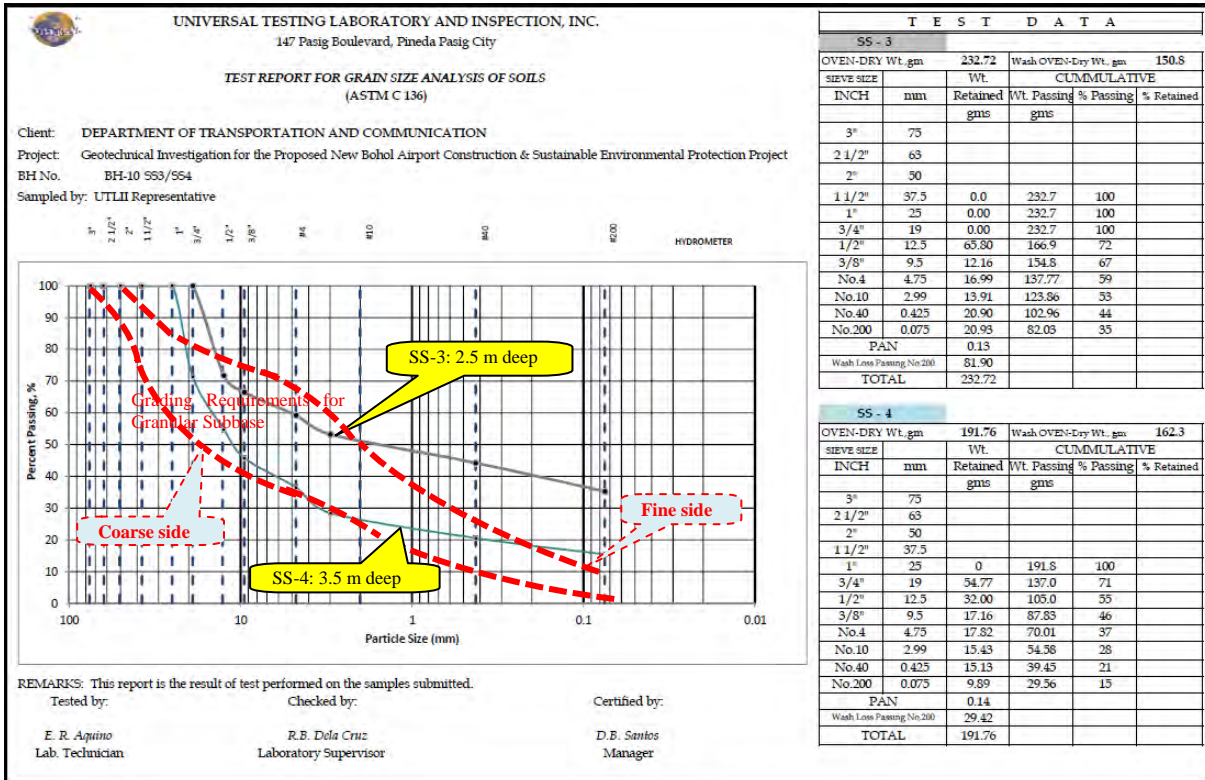 UNIVERSAL TESTING LABORATORY AND INSPECTION, INC.
147 Pasig Boulevard, Pineda Pasig City
TEST REPORT FOR GRAIN SIZE ANALYSIS OF SOILS
(ASTM C 136)
Client: DEPARTMENT OF TRANSPORTATION AND COMMUNICATION
Project: Geotechnical Investigation for the Proposed New Bohol Airport Construction & Sustainable Environmental Protection Project
BH No. BH-10 SS3/SS4
Sampled by: UTLII Representative
3" 2 1/2" 2" 1 1/2" 1" 3/4" 1/2" 3/8" #4 #10 #40 #200 HYDROMETER
Percent Passing, %
100
90
80
70
60
50
40
30
20
10
0
SS-3: 2.5 m deep
Grading Requirements for
Granular Subbase
Coarse side
Fine side
SS-4: 3.5 m deep
100 10 1 0.1 0.01
Particle Size (mm)
REMARKS: This report is the result of test performed on the samples submitted.
Tested by: Checked by: Certified by:
E. R. Aquino R.B. Dela Cruz D.B. Santos
Lab. Technician Laboratory Supervisor Manager
T E S T D A T A
SS - 3
OVEN-DRY Wt.,gm 232.72 Wash OVEN-Dry Wt., gm 150.8
SIEVE SIZE Wt. CUMMULATIVE
INCH mm Retained Wt. Passing % Passing % Retained
gms gms
3" 75
2 1/2" 63
2" 50
1 1/2" 37.5 0.0 232.7 100
1" 25 0.00 232.7 100
3/4" 19 0.00 232.7 100
1/2" 12.5 65.80 166.9 72
3/8" 9.5 12.16 154.8 67
No.4 4.75 16.99 137.77 59
No.10 2.99 13.91 123.86 53
No.40 0.425 20.90 102.96 44
No.200 0.075 20.93 82.03 35
PAN 0.13
Wash Loss Passing No.200 81.90
TOTAL 232.72
SS - 4
OVEN-DRY Wt.,gm 191.76 Wash OVEN-Dry Wt., gm 162.3
SIEVE SIZE Wt. CUMMULATIVE
INCH mm Retained Wt. Passing % Passing % Retained
gms gms
3" 75
2 1/2" 63
2" 50
1 1/2" 37.5
1" 25 0 191.8 100
3/4" 19 54.77 137.0 71
1/2" 12.5 32.00 105.0 55
3/8" 9.5 17.16 87.83 46
No.4 4.75 17.82 70.01 37
No.10 2.99 15.43 54.58 28
No.40 0.425 15.13 39.45 21
No.200 0.075 9.89 29.56 15
PAN 0.14
Wash Loss Passing No.200 29.42
TOTAL 191.76